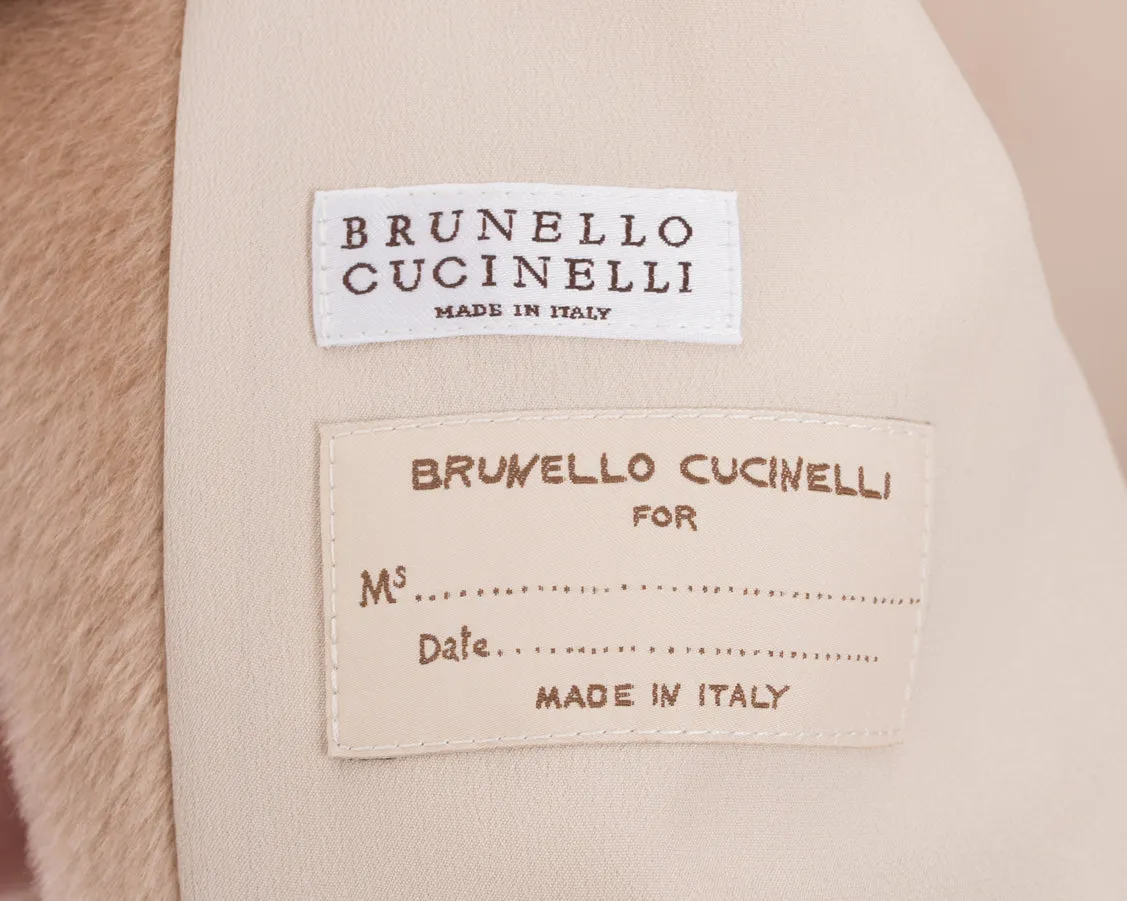 BRUNELLO
CUCINELLI
MADE IN ITALY
BRUNELLO CUCINELLI
FOR
Ms....................................
Date..............................
MADE IN ITALY